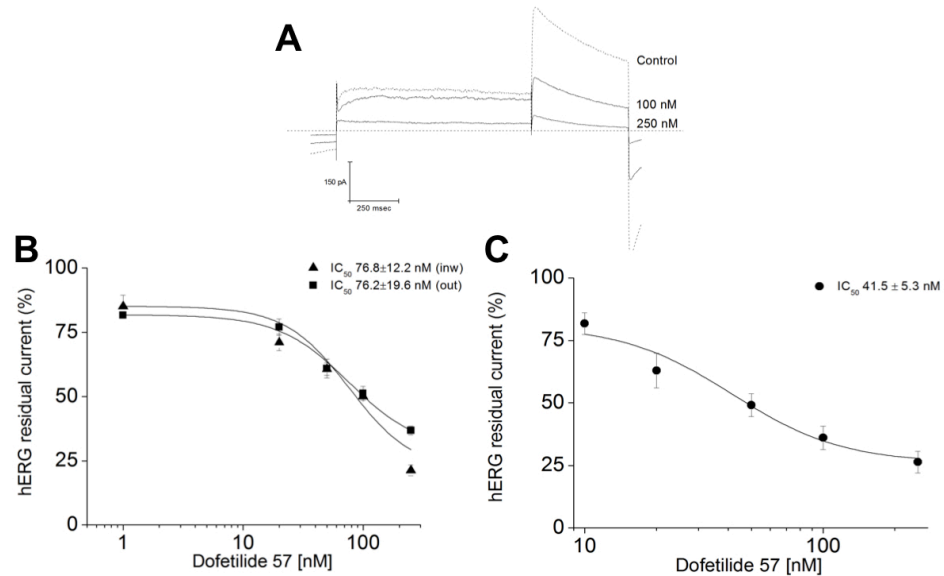 A
Control
100 nM
250 nM
150 pA
250 msec
B
100
75
50
25
0
hERG residual current (%)
IC50 76.8±12.2 nM (inw)
IC50 76.2±19.6 nM (out)
1
10
100
Dofetilide 57 [nM]
C
100
75
50
25
0
hERG residual current (%)
IC50 41.5 ± 5.3 nM
10
100
Dofetilide 57 [nM]